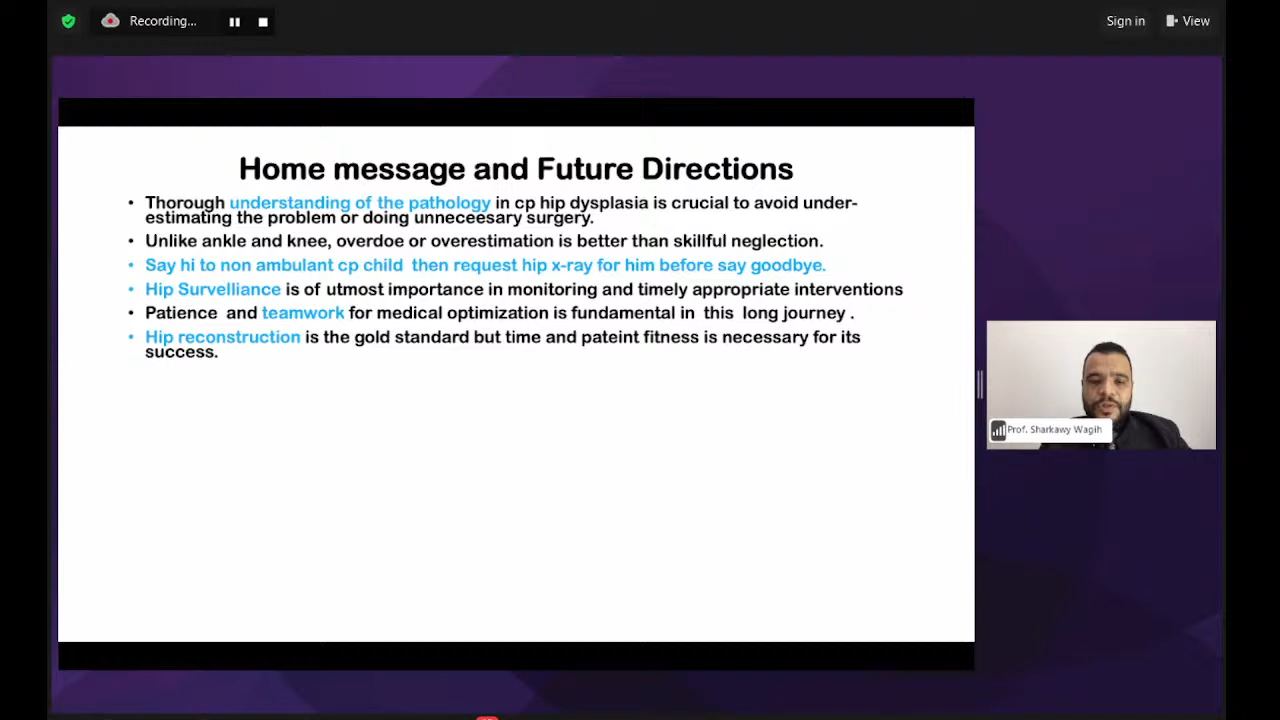 Recording...
Sign in
View
Home message and Future Directions
• Thorough understanding of the pathology in cp hip dysplasia is crucial to avoid under-
estimating the problem or doing unneceesary surgery.
• Unlike ankle and knee, overdoe or overestimation is better than skillful neglection.
• Say hi to non ambulant cp child then request hip x-ray for him before say goodbye.
• Hip Survelliance is of utmost importance in monitoring and timely appropriate interventions
• Patience and teamwork for medical optimization is fundamental in this long journey .
• Hip reconstruction is the gold standard but time and pateint fitness is necessary for its
success.
Prof. Sharkawy Wagih